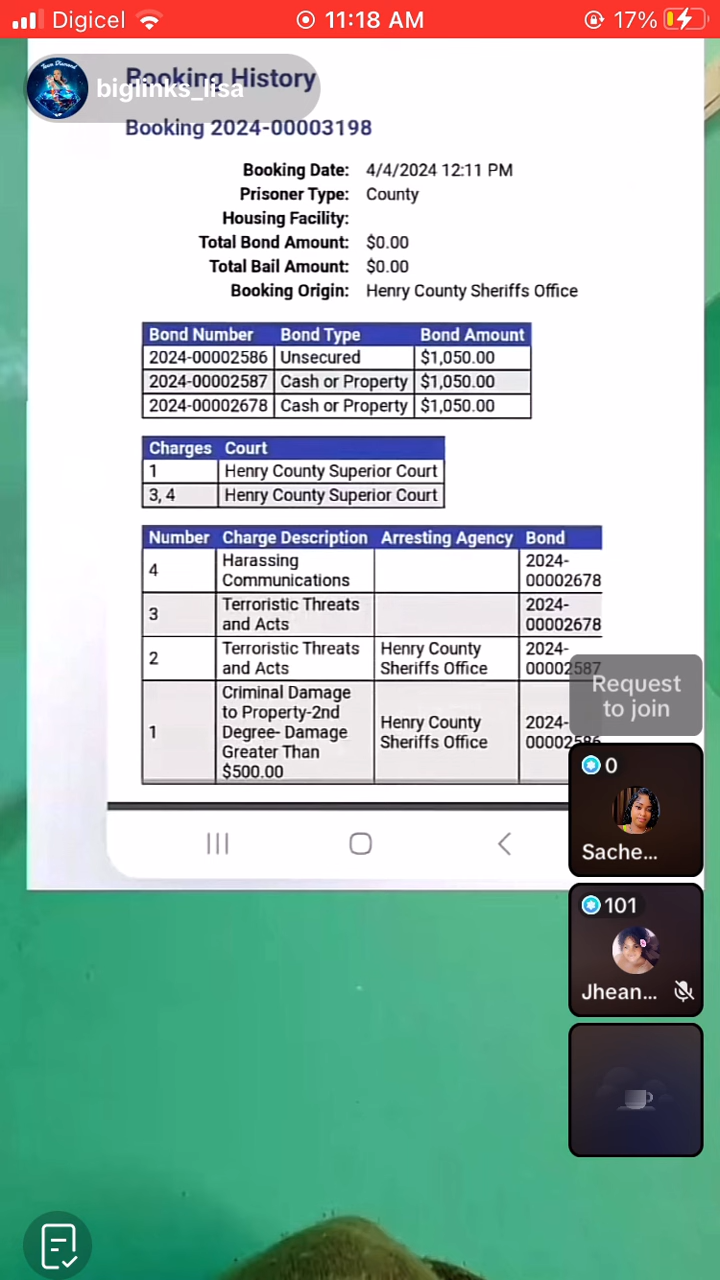 Digicel
11:18 AM
17%
Booking History
biglinks_lisa
Booking 2024-00003198
Booking Date: 4/4/2024 12:11 PM
Prisoner Type: County
Housing Facility:
Total Bond Amount: $0.00
Total Bail Amount: $0.00
Booking Origin: Henry County Sheriffs Office
Bond Number Bond Type Bond Amount
2024-00002586 Unsecured $1,050.00
2024-00002587 Cash or Property $1,050.00
2024-00002678 Cash or Property $1,050.00
Charges Court
1 Henry County Superior Court
3, 4 Henry County Superior Court
Number Charge Description Arresting Agency Bond
4 Harassing Communications 2024-00002678
3 Terroristic Threats and Acts 2024-00002678
2 Terroristic Threats and Acts Henry County Sheriffs Office 2024-00002587
1 Criminal Damage to Property-2nd Degree- Damage Greater Than $500.00 Henry County Sheriffs Office 2024-00002586
Request
to join
0
Sache...
101
Jhean...